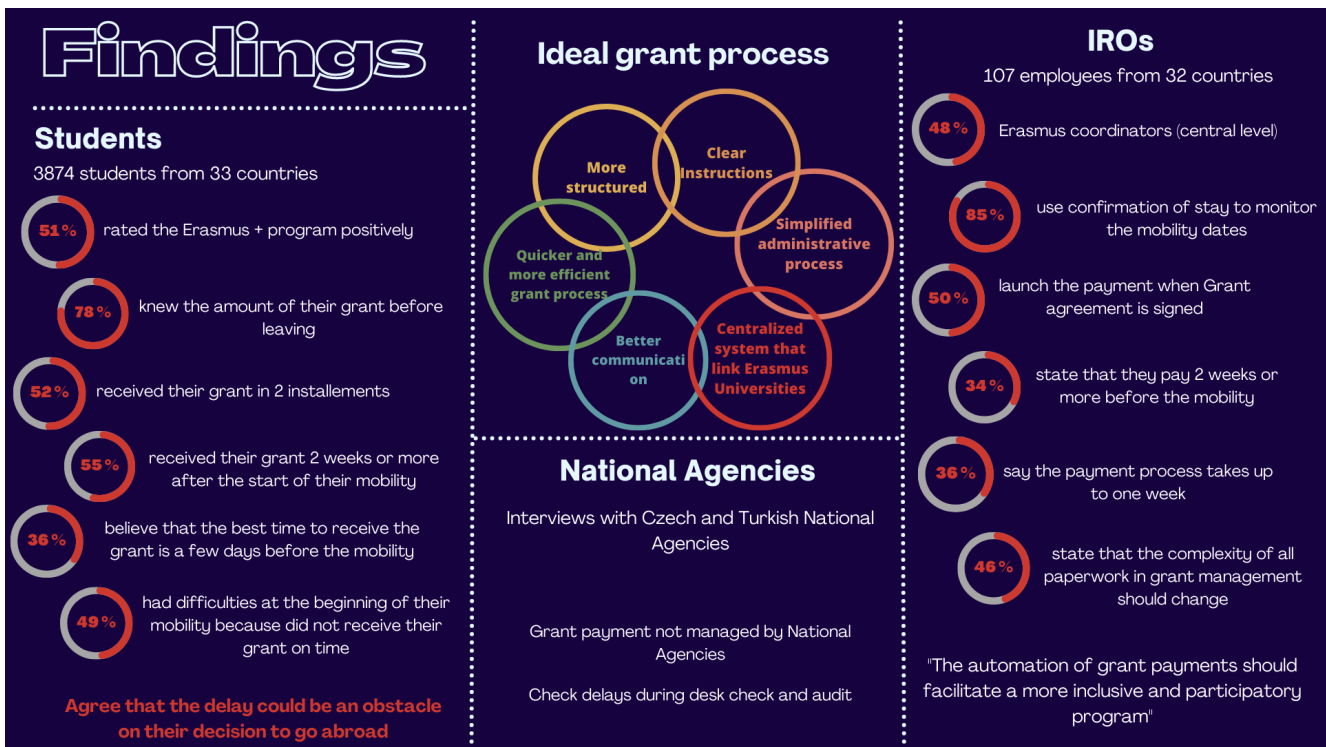 Findings
Students
3874 students from 33 countries
51%
rated the Erasmus + program positively
78%
knew the amount of their grant before
leaving
52%
received their grant in 2 installements
55%
received their grant 2 weeks or more
after the start of their mobility
36%
believe that the best time to receive the
grant is a few days before the mobility
49%
had difficulties at the beginning of their
mobility because did not receive their
grant on time
Agree that the delay could be an obstacle
on their decision to go abroad
Ideal grant process
More
structured
Clear
Instructions
Simplified
administrative
process
Quicker and
more efficient
grant process
Better
communicati
on
Centralized
system that
link Erasmus
Universities
National Agencies
Interviews with Czech and Turkish National
Agencies
Grant payment not managed by National
Agencies
Check delays during desk check and audit
IROs
107 employees from 32 countries
48%
Erasmus coordinators (central level)
85%
use confirmation of stay to monitor
the mobility dates
50%
launch the payment when Grant
agreement is signed
34%
state that they pay 2 weeks or
more before the mobility
36%
say the payment process takes up
to one week
46%
state that the complexity of all
paperwork in grant management
should change
"The automation of grant payments should
facilitate a more inclusive and participatory
program"